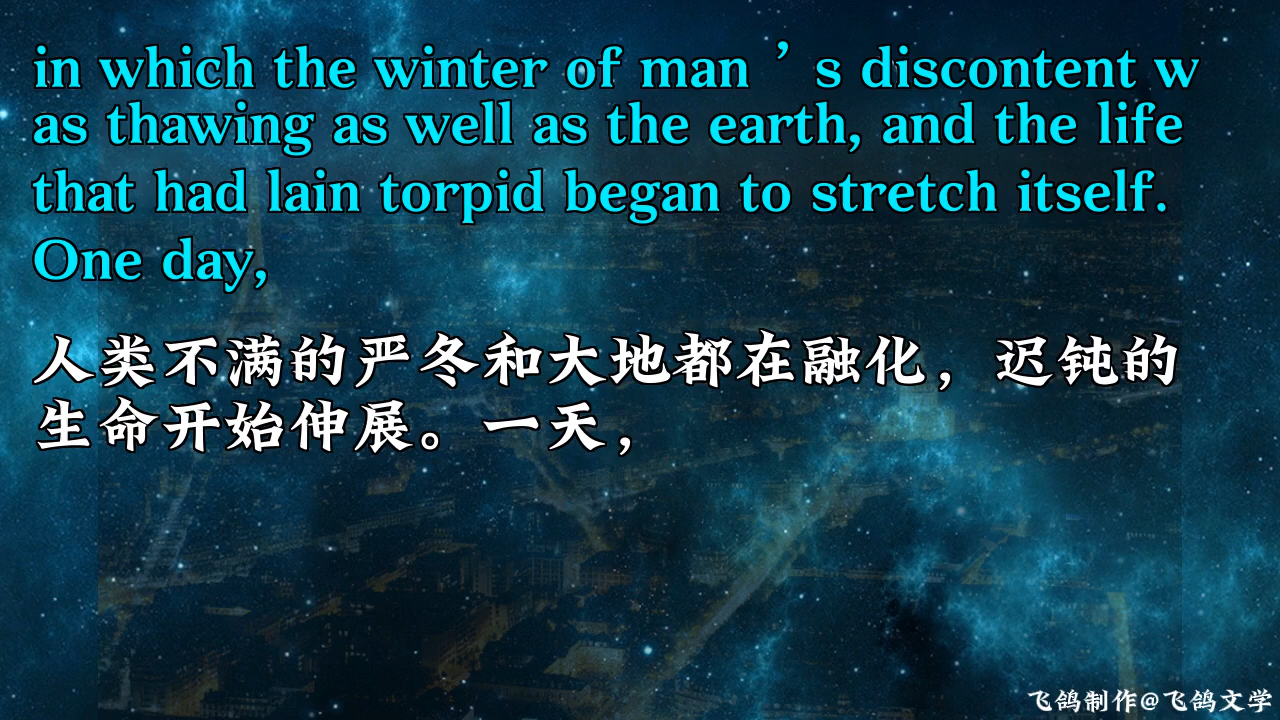 in which the winter of man ’ s discontent w
as thawing as well as the earth, and the life
that had lain torpid began to stretch itself.
One day,
人类不满的严冬和大地都在融化，迟钝的
生命开始伸展。一天，
飞鸽制作@飞鸽文学